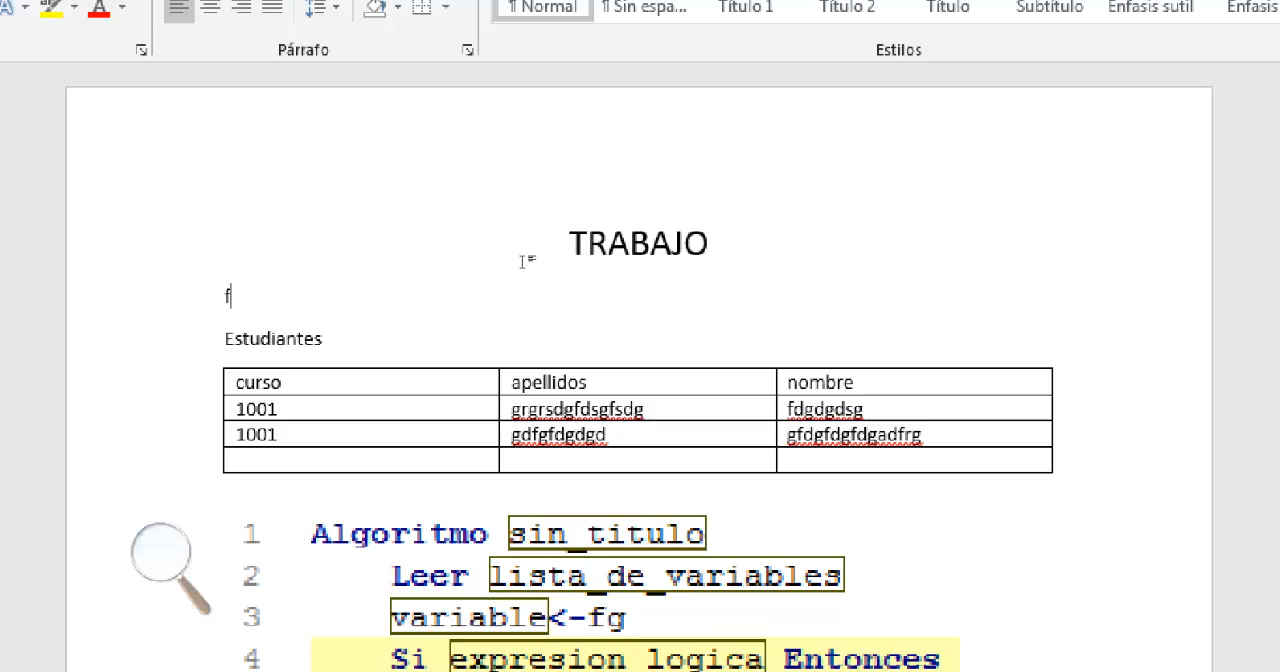 ¶ Normal ¶ Sin espa... Título 1 Título 2 Título Subtítulo Énfasis sutil Énfasis
Párrafo Estilos
TRABAJO
f
Estudiantes
curso apellidos nombre
1001 grgrsdgfdsgfsdg fdgdgdsg
1001 gdfgfdgdgd gfdgfdgfdgadfrg
1 Algoritmo sin_titulo
2 Leer lista_de_variables
3 variable<-fg
4 Si expresion_logica Entonces